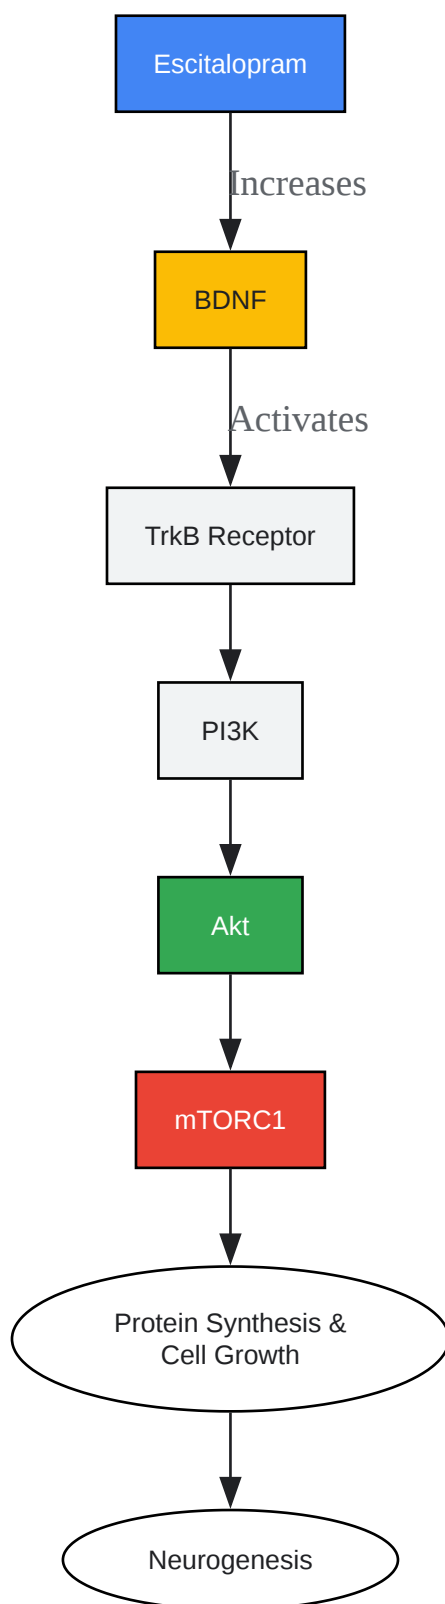 Escitalopram
Increases
BDNF
Activates
TrkB Receptor
PI3K
Akt
mTORC1
Protein Synthesis &
Cell Growth
Neurogenesis